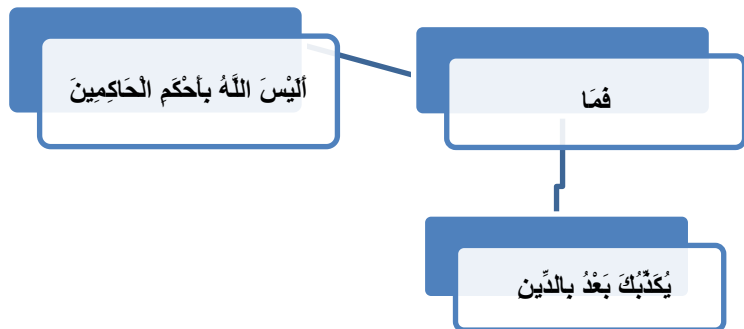 فَمَا
أَلَيْسَ اللَّهُ بِأَحْكَمِ الْحَاكِمِينَ
يُكَذِّبُكَ بَعْدُ بِالدِّينِ